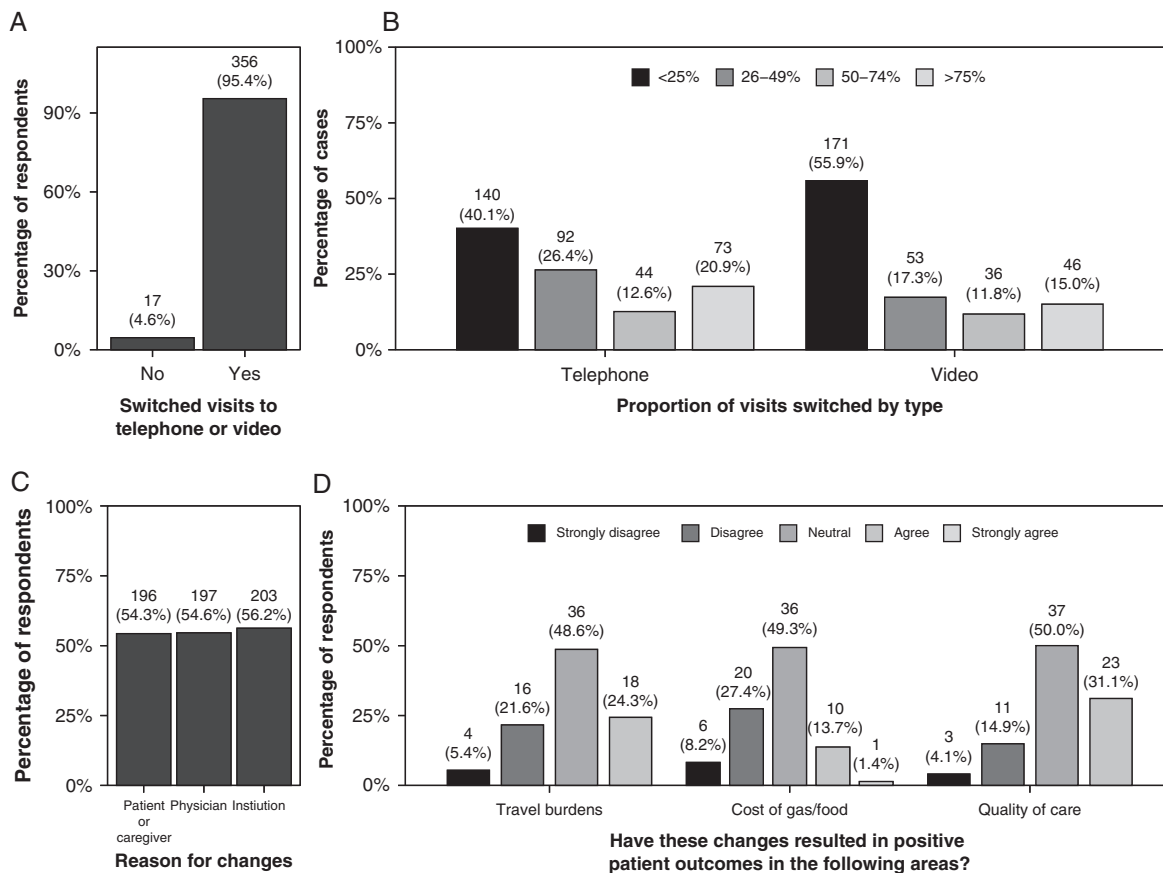 A
Percentage of respondents
90%
60%
30%
0%
356
(95.4%)
17
(4.6%)
No Yes
Switched visits to
telephone or video
B
Percentage of cases
100%
75%
50%
25%
0%
<25% 26–49% 50–74% >75%
140
(40.1%)
92
(26.4%)
44
(12.6%)
73
(20.9%)
171
(55.9%)
53
(17.3%)
36
(11.8%)
46
(15.0%)
Telephone Video
Proportion of visits switched by type
C
Percentage of respondents
100%
75%
50%
25%
0%
196 197 203
(54.3%) (54.6%) (56.2%)
Patient Physician Instiution
or
caregiver
Reason for changes
D
Percentage of respondents
100%
75%
50%
25%
0%
Strongly disagree Disagree Neutral Agree Strongly agree
4
(5.4%)
16
(21.6%)
36
(48.6%)
18
(24.3%)
6
(8.2%)
20
(27.4%)
36
(49.3%)
10
(13.7%)
1
(1.4%)
3
(4.1%)
11
(14.9%)
37
(50.0%)
23
(31.1%)
Travel burdens Cost of gas/food Quality of care
Have these changes resulted in positive
patient outcomes in the following areas?